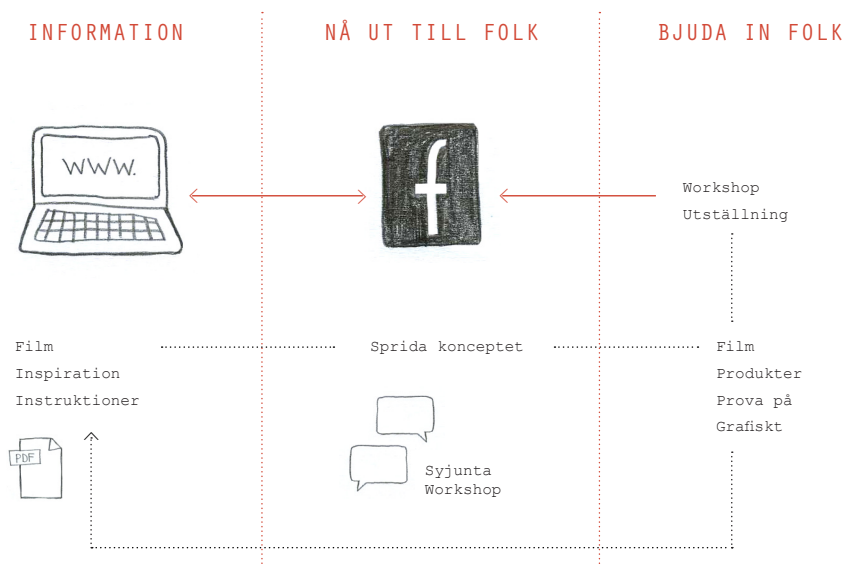 INFORMATION
NÅ UT TILL FOLK
BJUDA IN FOLK
WWW.
f
Workshop
Utställning
Film
Inspiration
Instruktioner
PDF
Sprida konceptet
Syjunta
Workshop
Film
Produkter
Prova på
Grafiskt